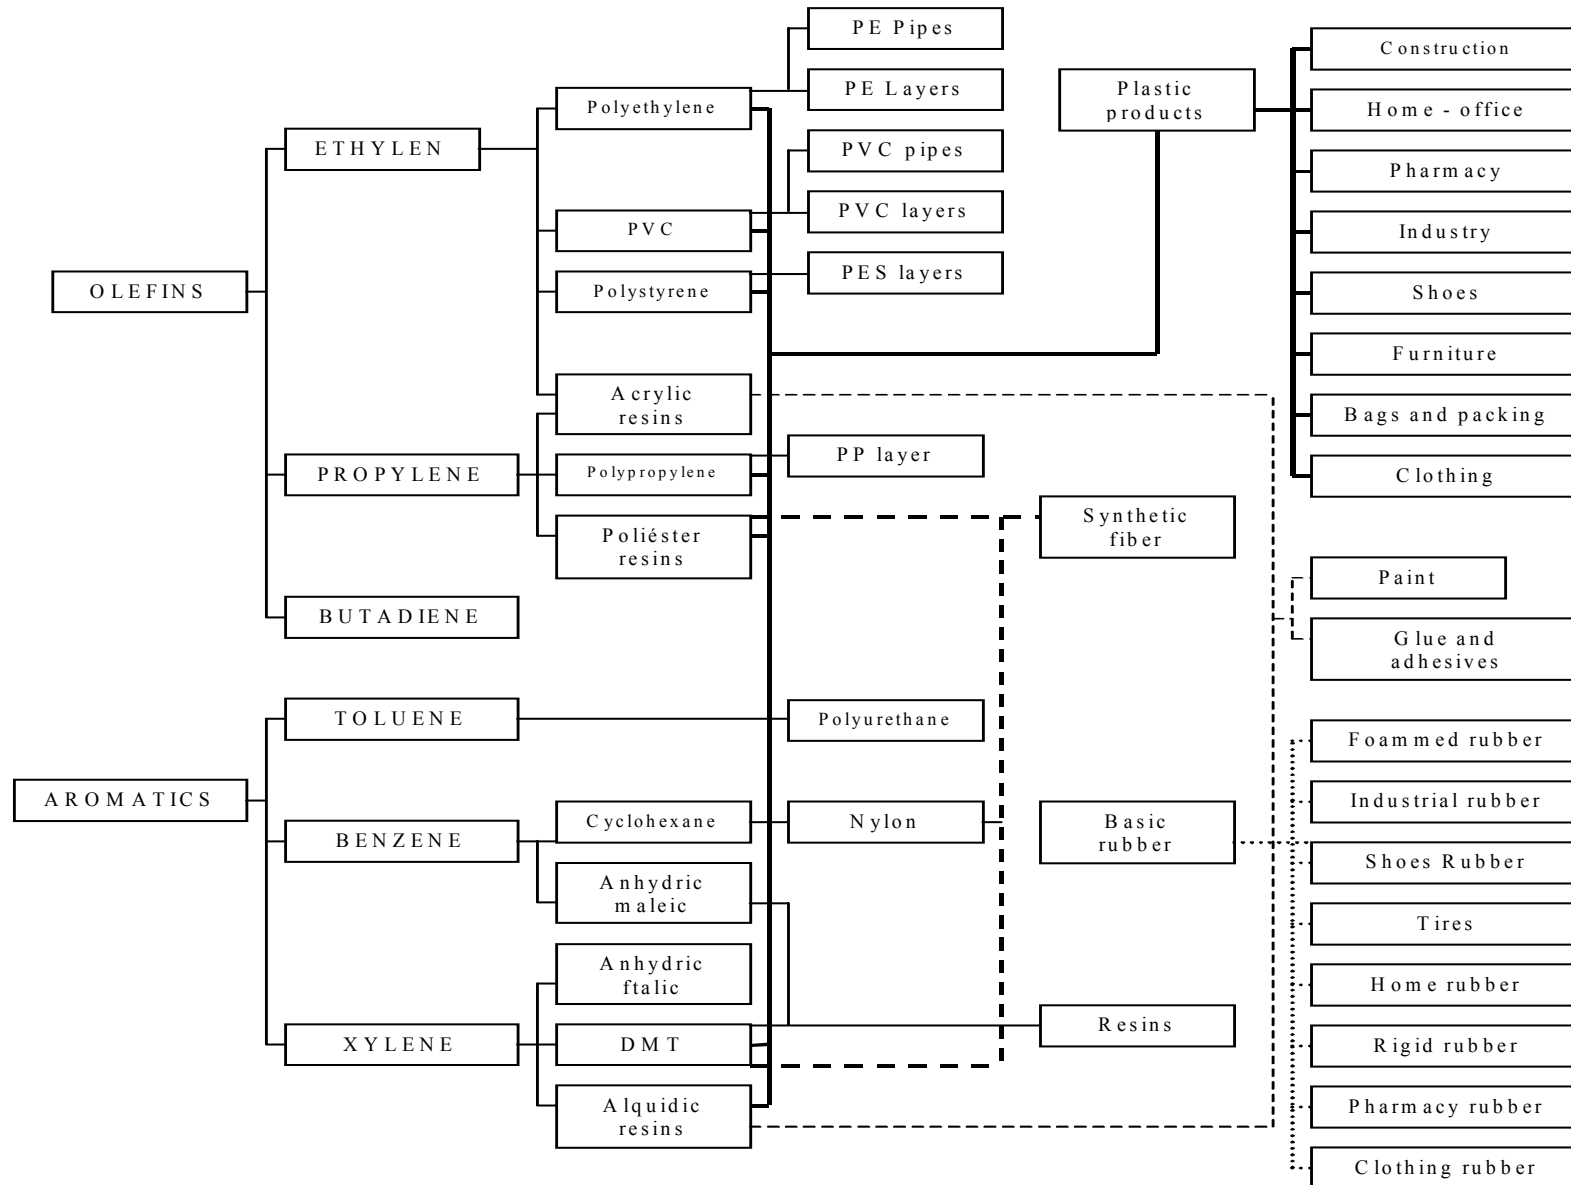 OLEFINS
AROMATICS
ETHYLEN
PROPYLENE
BUTADIENE
TOLUENE
BENZENE
XYLENE
Polyethylene
PVC
Polystyrene
Acrylic
resins
Polypropylene
Poliéster
resins
Cyclohexane
Anhydric
maleic
Anhydric
ftalic
DMT
Alquidic
resins
PE Pipes
PE Layers
PVC pipes
PVC layers
PES layers
PP layer
Polyurethane
Nylon
Plastic
products
Synthetic
fiber
Basic
rubber
Resins
Construction
Home - office
Pharmacy
Industry
Shoes
Furniture
Bags and packing
Clothing
Paint
Glue and
adhesives
Foammed rubber
Industrial rubber
Shoes Rubber
Tires
Home rubber
Rigid rubber
Pharmacy rubber
Clothing rubber